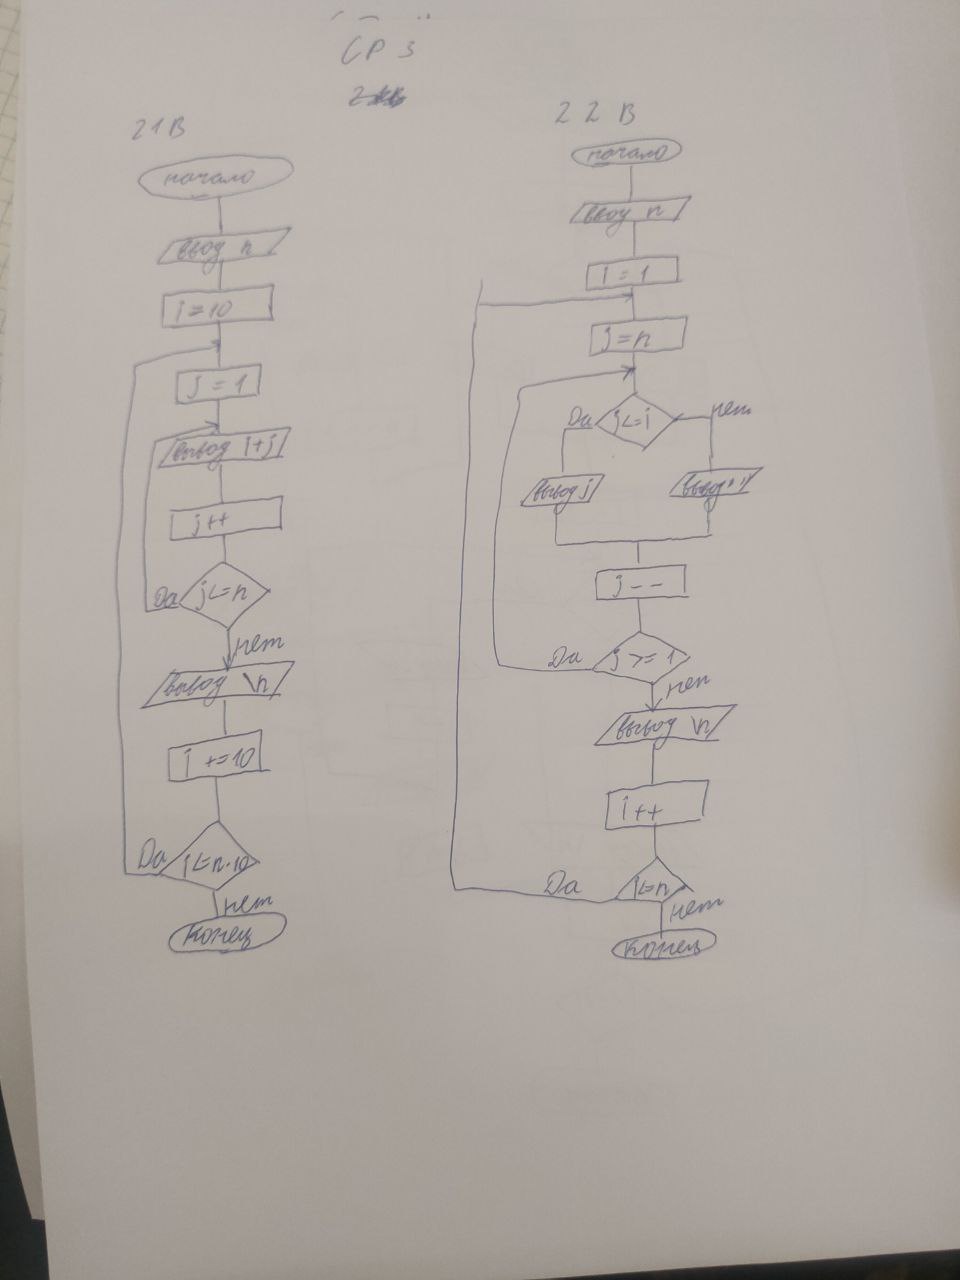 СР 3
21В
начало
ввод n
i=10
j=1
вывод i+j
j++
j<=n
Да
нет
вывод \n
i+=10
Да
i<=n·10
нет
конец
22В
начало
ввод n
i=1
j=n
Да
j<=i
нет
вывод j
вывод " "
j--
Да
j>=1
нет
вывод \n
i++
Да
i<=n
нет
конец